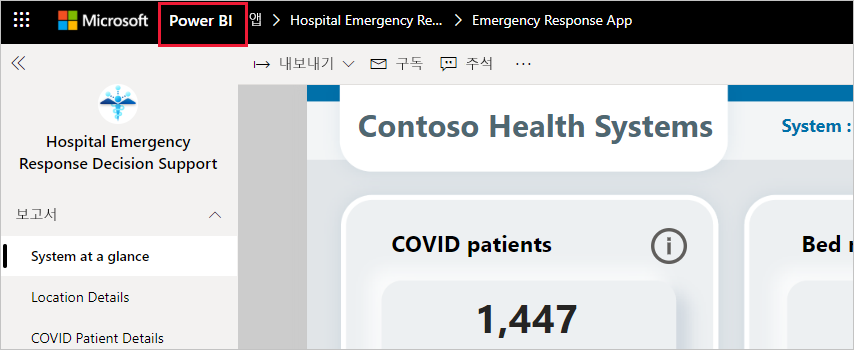 Microsoft Power BI 앱 > Hospital Emergency Re... > Emergency Response App
내보내기 구독 주석 ...
Hospital Emergency
Response Decision Support
보고서
System at a glance
Location Details
COVID Patient Details
Contoso Health Systems
System :
COVID patients
1,447
Bed